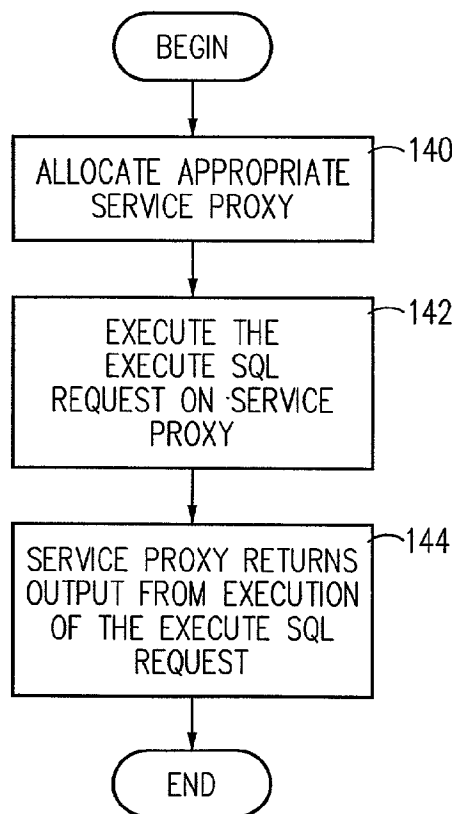 BEGIN
140
ALLOCATE APPROPRIATE
SERVICE PROXY
142
EXECUTE THE
EXECUTE SQL
REQUEST ON SERVICE
PROXY
144
SERVICE PROXY RETURNS
OUTPUT FROM EXECUTION
OF THE EXECUTE SQL
REQUEST
END